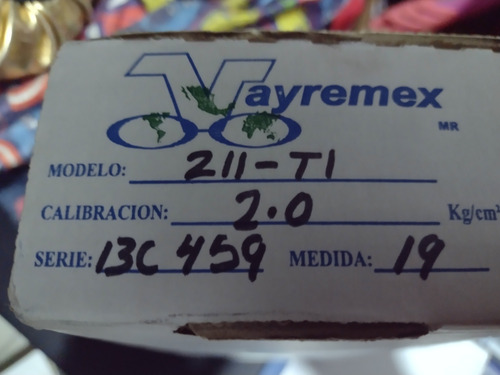 Vayremex
MR
MODELO: 211-T1
CALIBRACION: 2.0 Kg/cm²
SERIE: 13C 459 MEDIDA: 19